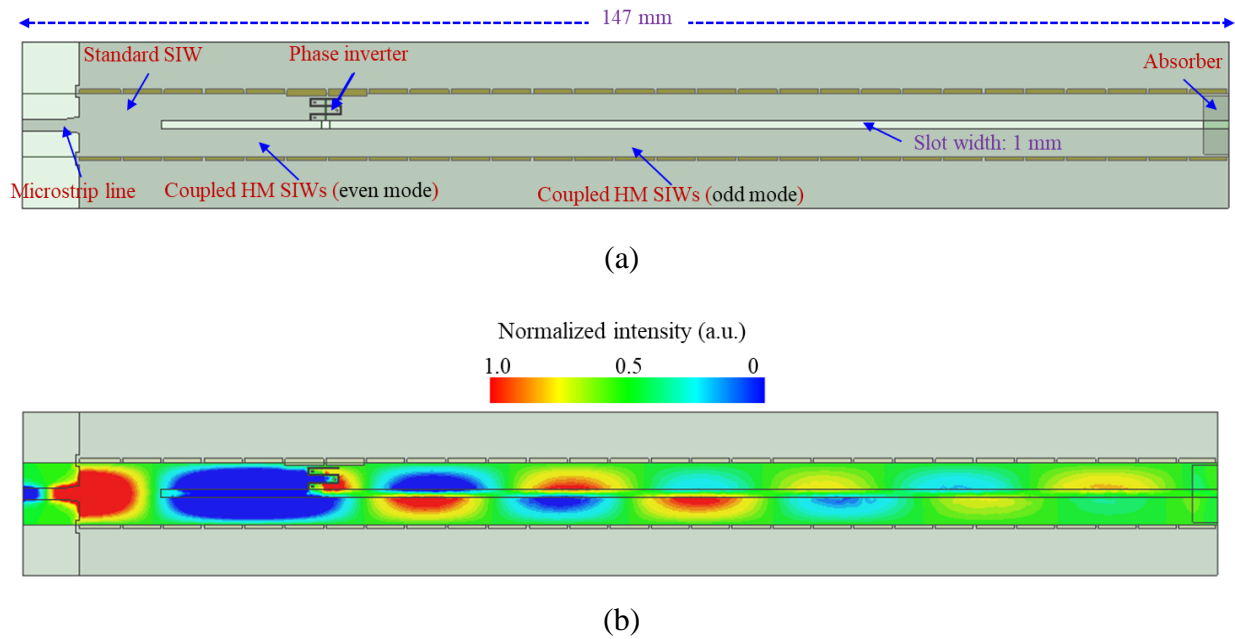 147 mm
Standard SIW
Phase inverter
Absorber
Slot width: 1 mm
Microstrip line
Coupled HM SIWs (even mode)
Coupled HM SIWs (odd mode)
(a)
Normalized intensity (a.u.)
1.0 0.5 0
(b)